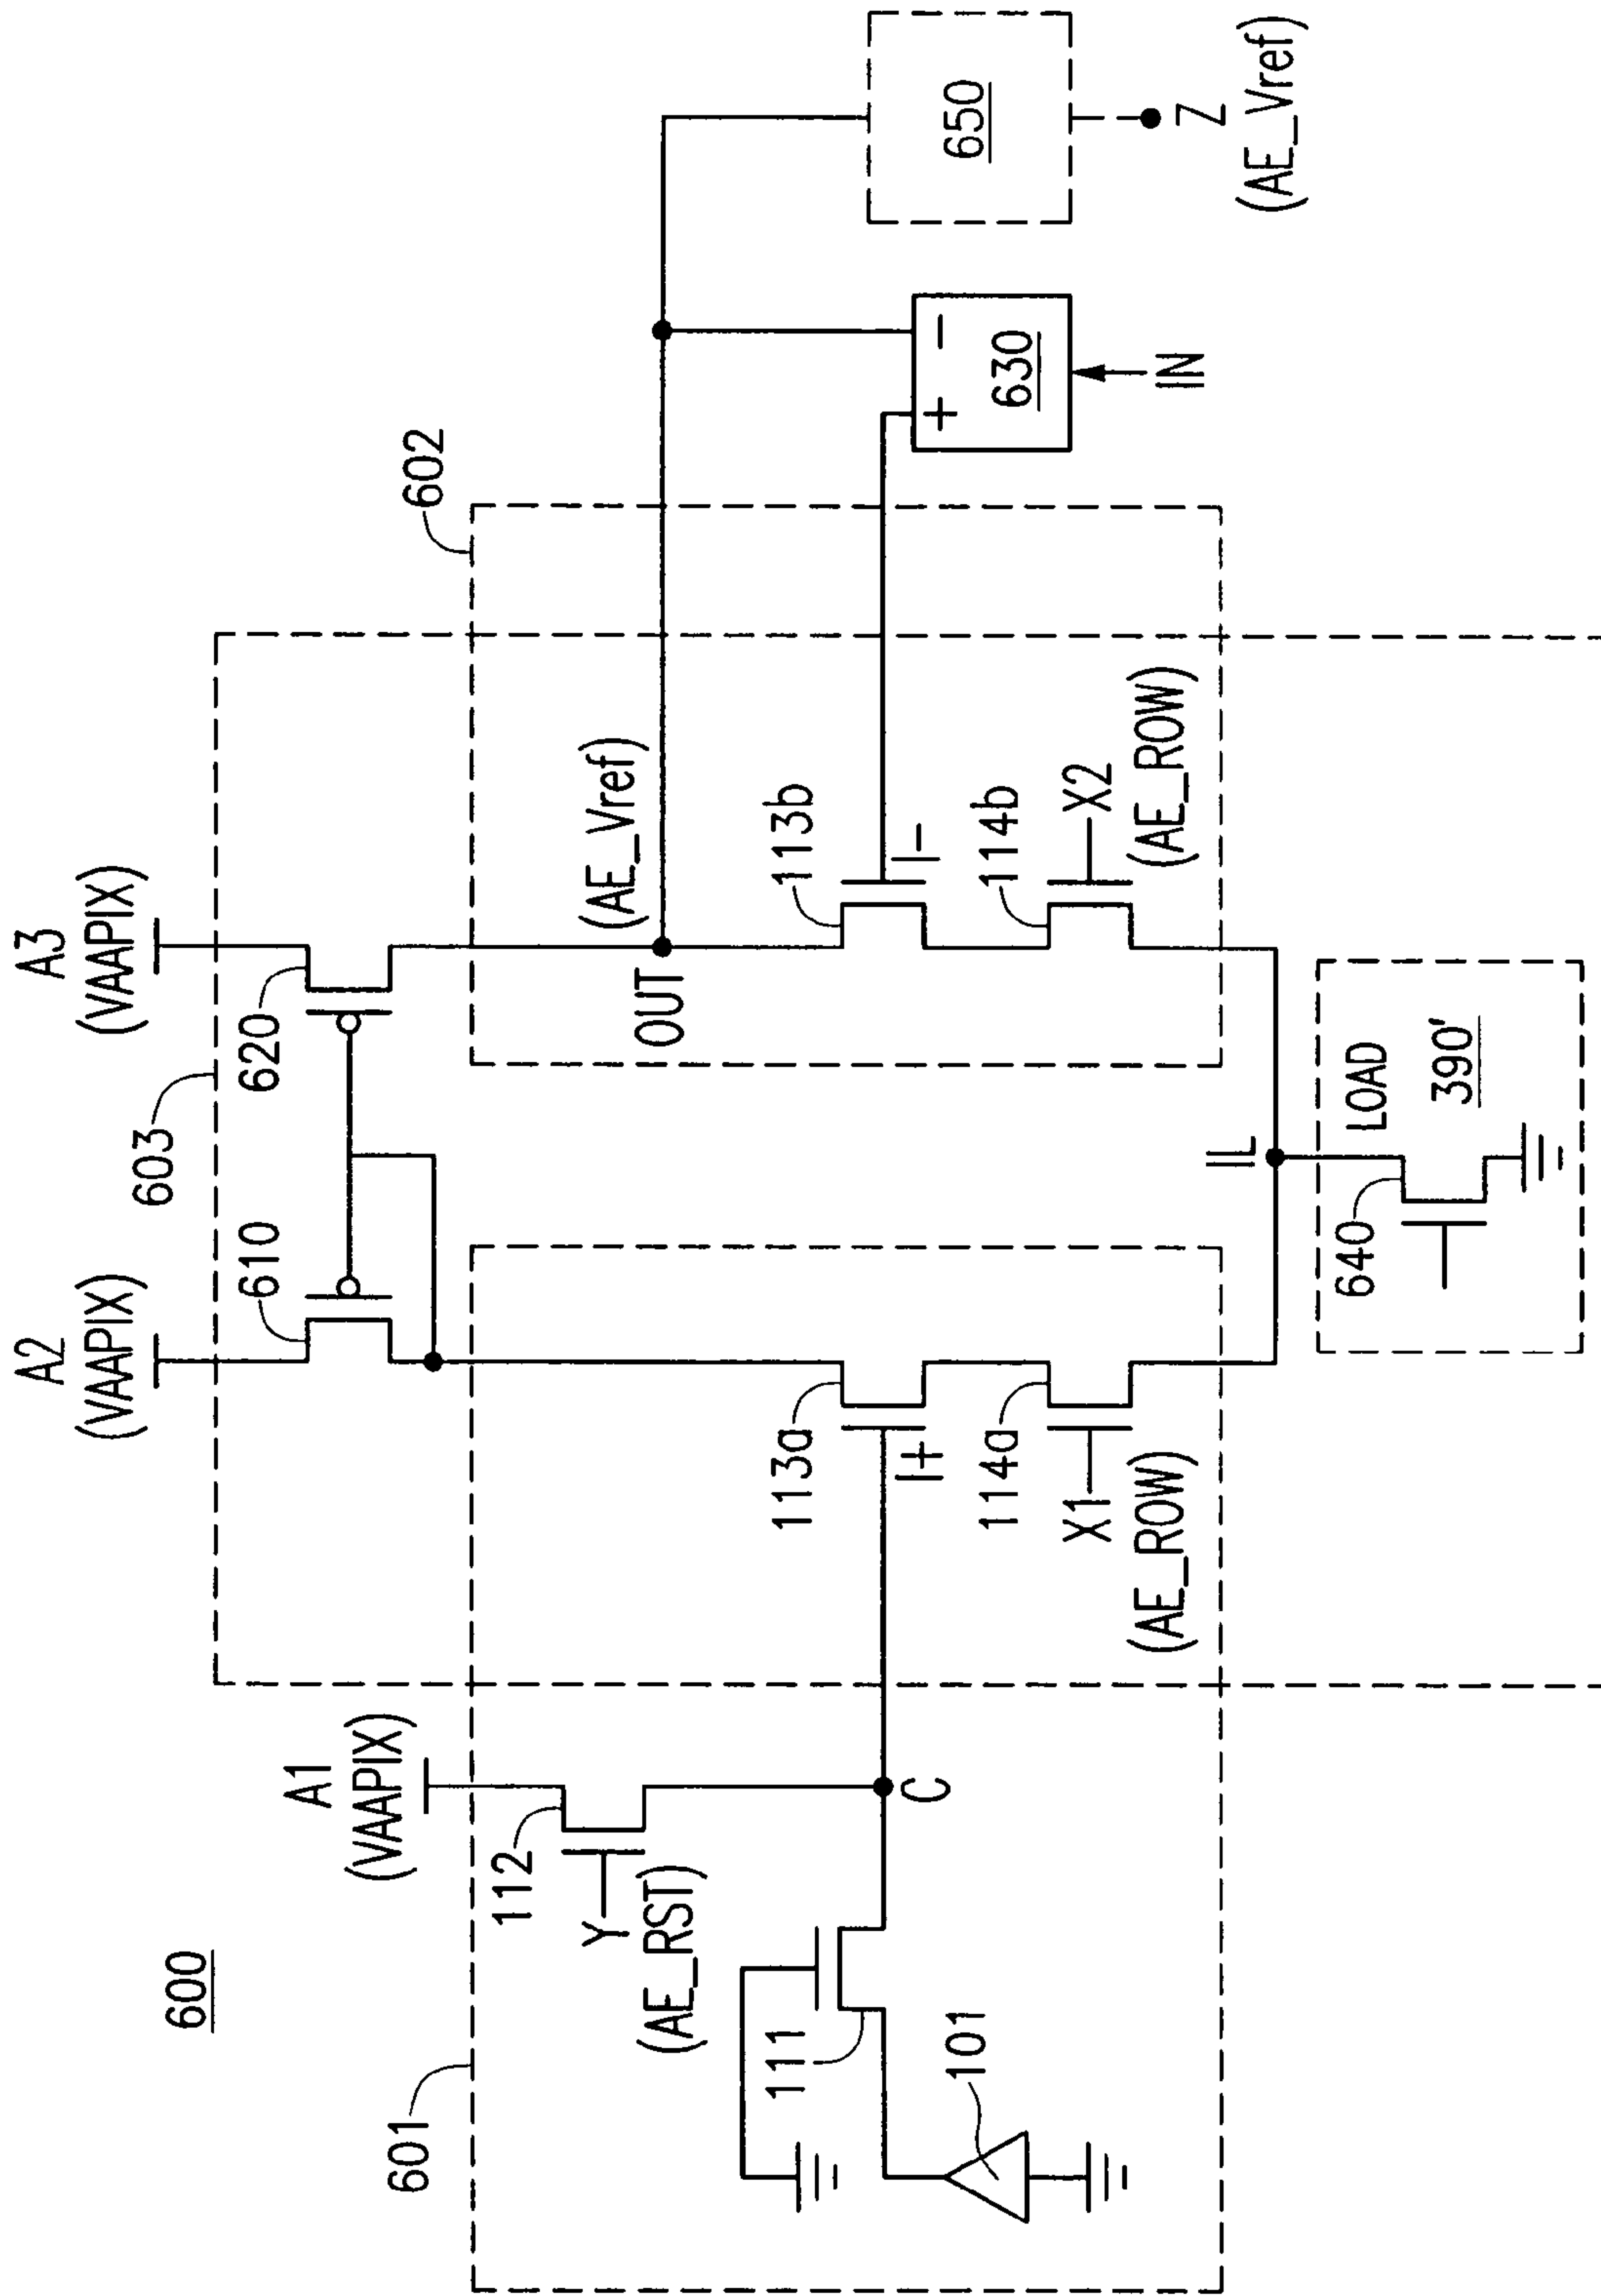 600
601
A1
(VAAPIX)
112
Y
(AE_RST)
111
101
C
603
A2
(VAAPIX)
610
A3
(VAAPIX)
620
602
(AE_Vref)
OUT
113a
I+
114a
X1
(AE_ROW)
113b
I-
114b
X2
(AE_ROW)
IL
LOAD
390'
640
+
-
630
IN
650
Z
(AE_Vref)